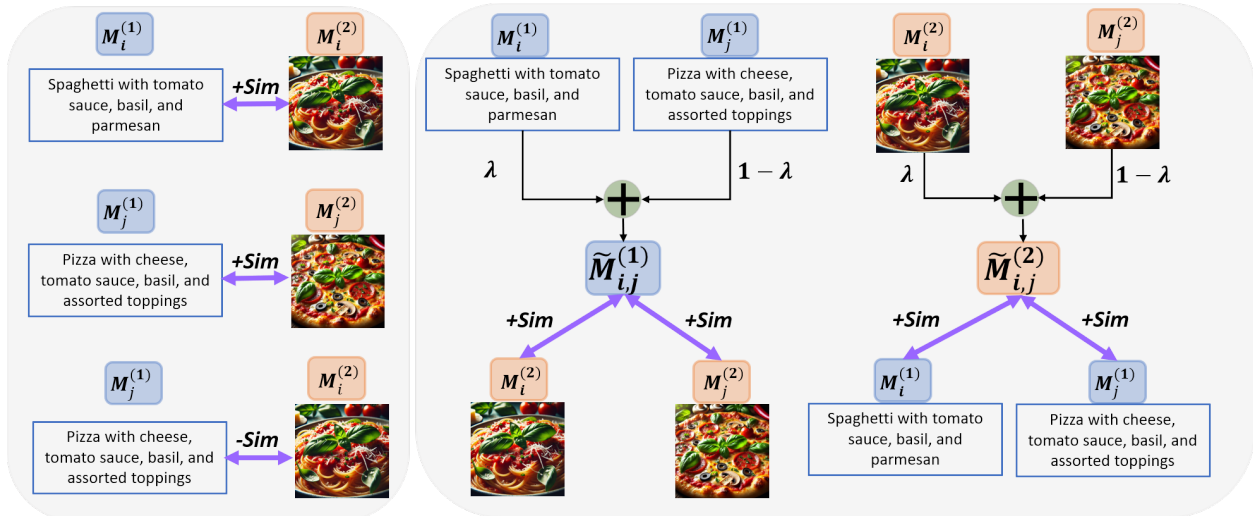 M_i^(1)
M_i^(2)
Spaghetti with tomato
sauce, basil, and
parmesan
+Sim
M_j^(1)
M_j^(2)
Pizza with cheese,
tomato sauce, basil, and
assorted toppings
+Sim
M_j^(1)
M_i^(2)
Pizza with cheese,
tomato sauce, basil, and
assorted toppings
-Sim
M_i^(1)
M_j^(1)
Spaghetti with tomato
sauce, basil, and
parmesan
Pizza with cheese,
tomato sauce, basil, and
assorted toppings
λ
1 − λ
M̃_{i,j}^(1)
+Sim
+Sim
M_i^(2)
M_j^(2)
M_i^(2)
M_j^(2)
λ
1 − λ
M̃_{i,j}^(2)
+Sim
+Sim
M_i^(1)
M_j^(1)
Spaghetti with tomato
sauce, basil, and
parmesan
Pizza with cheese,
tomato sauce, basil, and
assorted toppings